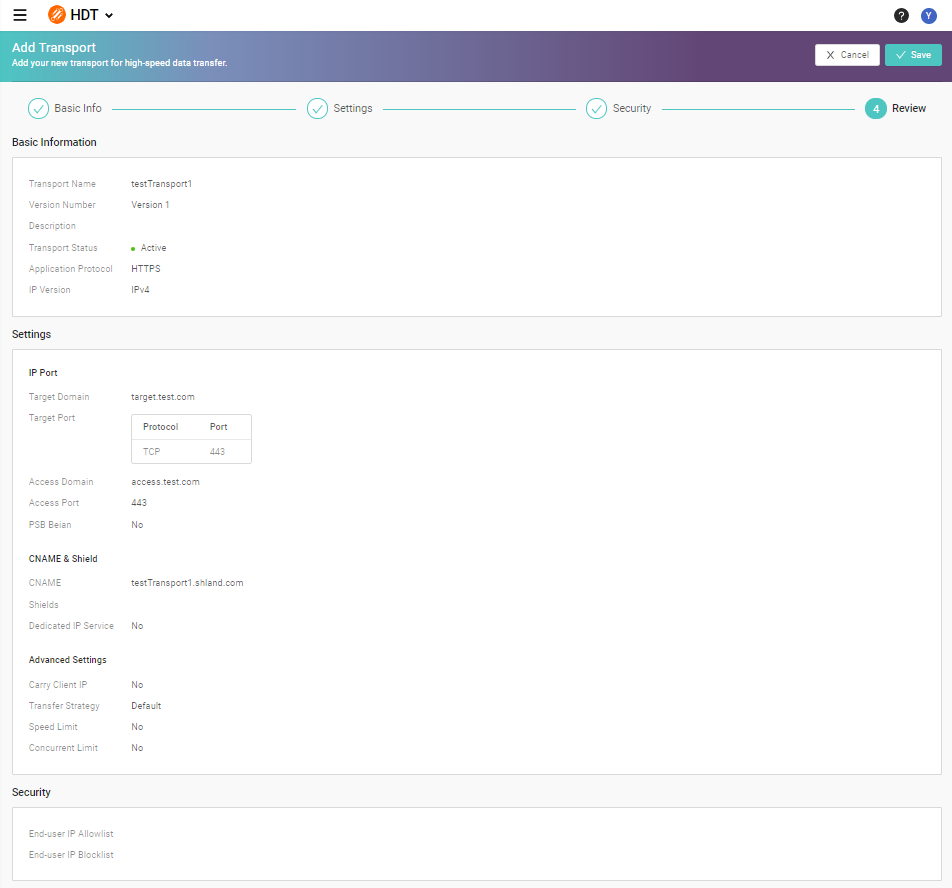 HDT
?
Y
Add Transport
Add your new transport for high-speed data transfer.
Cancel
Save
Basic Info
Settings
Security
4 Review
Basic Information
Transport Name testTransport1
Version Number Version 1
Description
Transport Status Active
Application Protocol HTTPS
IP Version IPv4
Settings
IP Port
Target Domain target.test.com
Target Port
Protocol Port
TCP 443
Access Domain access.test.com
Access Port 443
PSB Beian No
CNAME & Shield
CNAME testTransport1.shland.com
Shields
Dedicated IP Service No
Advanced Settings
Carry Client IP No
Transfer Strategy Default
Speed Limit No
Concurrent Limit No
Security
End-user IP Allowlist
End-user IP Blocklist